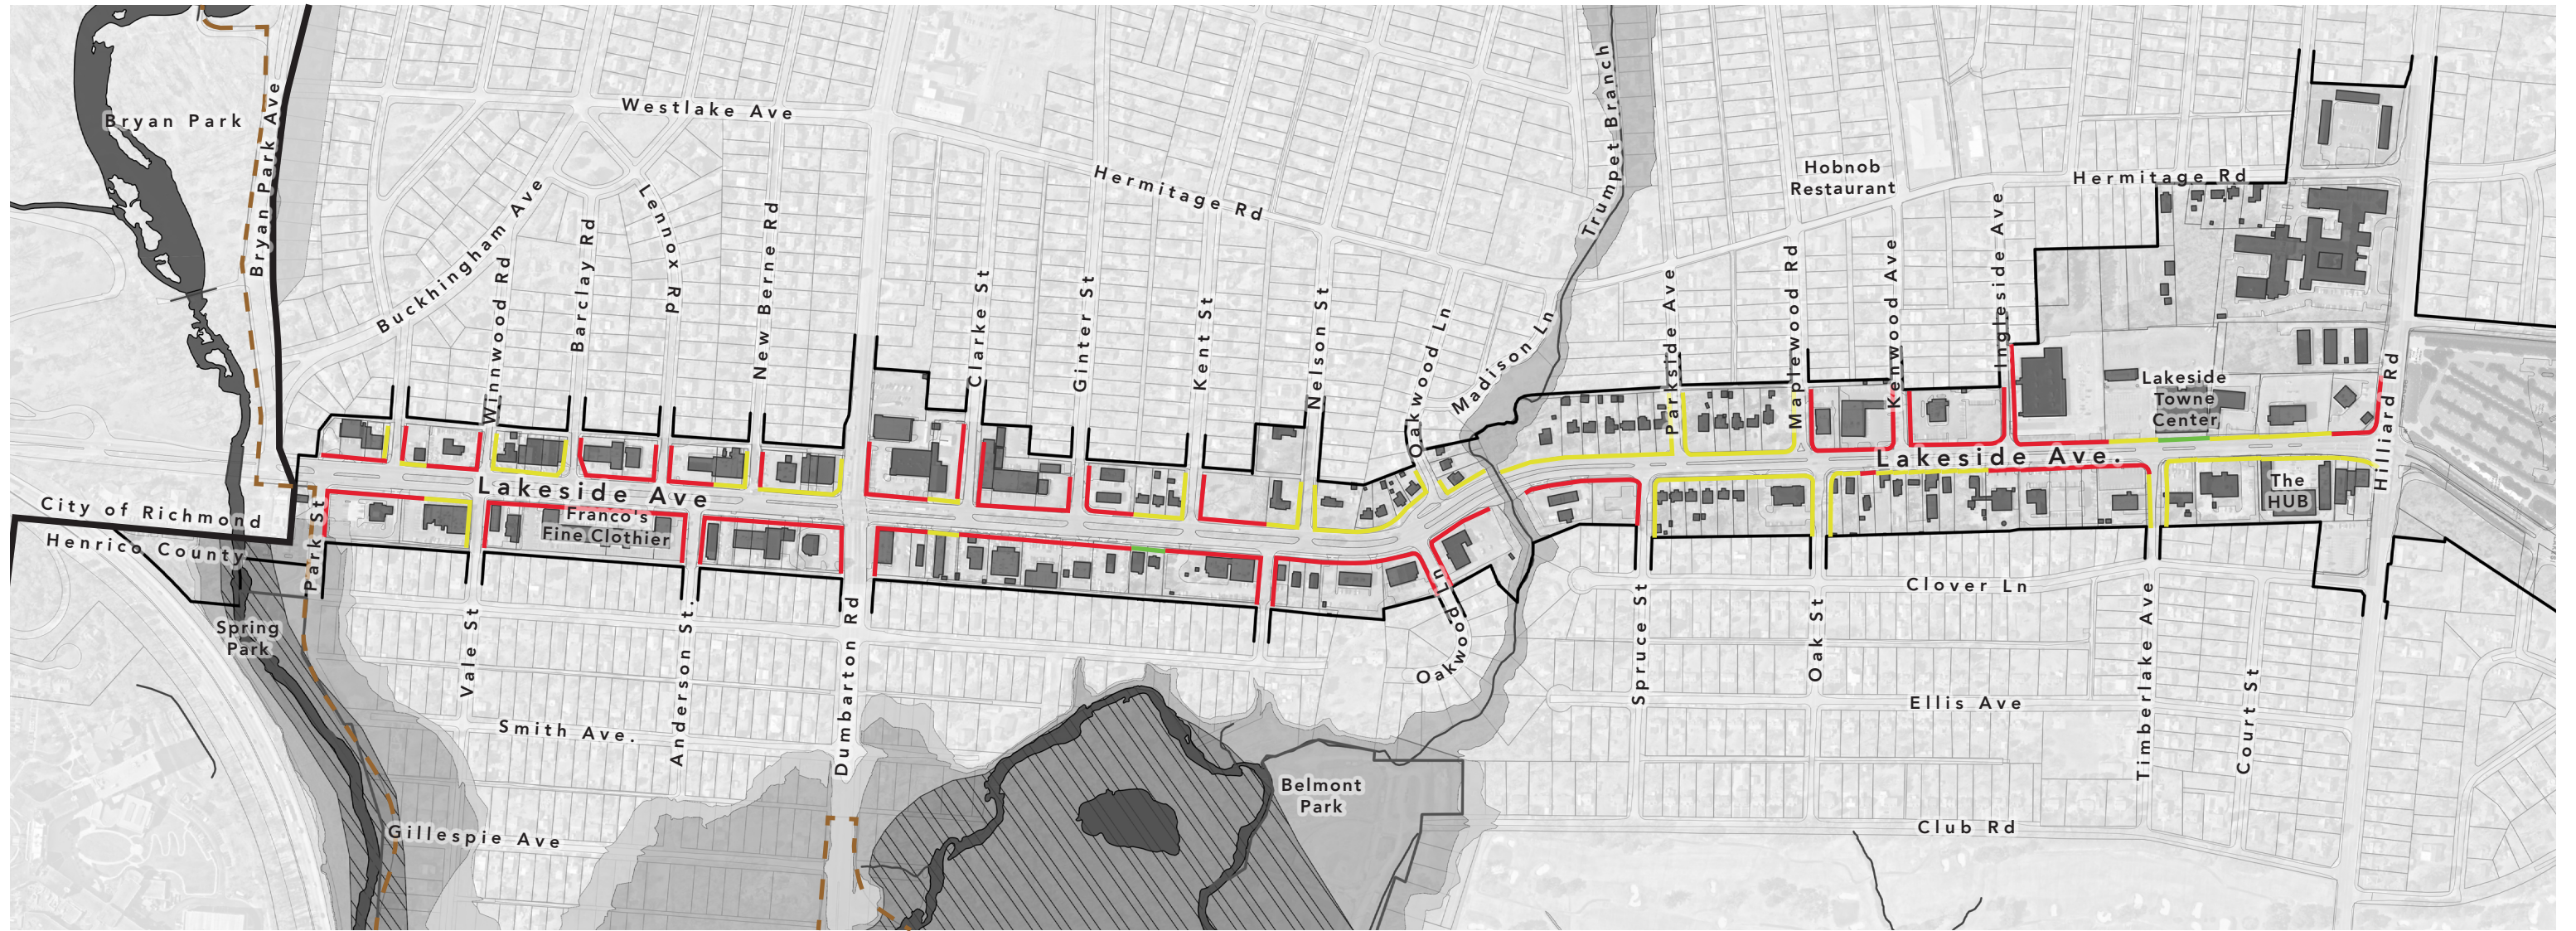 Bryan Park
Bryan Park Ave
Westlake Ave
Buckhingham Ave
Winnwood Rd
Barclay Rd
Lennox Rd
New Berne Rd
Hermitage Rd
Clarke St
Ginter St
Kent St
Nelson St
Oakwood Ln
Madison Ln
Trumpet Branch
Parkside Ave
Maplewood Rd
Hobnob
Restaurant
Kenwood Ave
Ingleside Ave
Hermitage Rd
Lakeside
Towne
Center
Hilliard Rd
Lakeside Ave
Lakeside Ave.
Franco's
Fine Clothier
The
HUB
City of Richmond
Henrico County
Park St
Spring
Park
Vale St
Anderson St.
Dumbarton Rd
Smith Ave.
Gillespie Ave
Oakwood Ln
Belmont
Park
Spruce St
Oak St
Clover Ln
Ellis Ave
Timberlake Ave
Court St
Club Rd